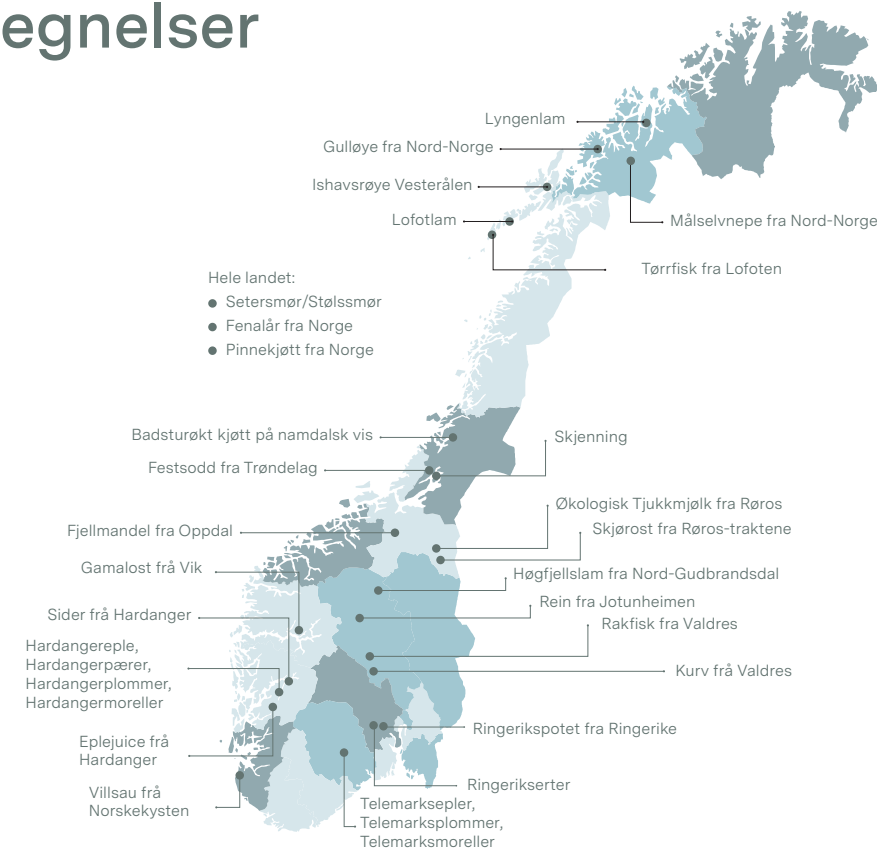 egnelser
Lyngenlam
Gulløye fra Nord-Norge
Ishavsrøye Vesterålen
Lofotlam
Målselvnepe fra Nord-Norge
Tørrfisk fra Lofoten
Hele landet:
● Setersmør/Stølssmør
● Fenalår fra Norge
● Pinnekjøtt fra Norge
Badsturøkt kjøtt på namdalsk vis
Skjenning
Festsodd fra Trøndelag
Økologisk Tjukkmjølk fra Røros
Skjørost fra Røros-traktene
Fjellmandel fra Oppdal
Gamalost frå Vik
Høgfjellslam fra Nord-Gudbrandsdal
Rein fra Jotunheimen
Sider frå Hardanger
Rakfisk fra Valdres
Hardangereple,
Hardangerpærer,
Hardangerplommer,
Hardangermoreller
Kurv frå Valdres
Ringerikspotet fra Ringerike
Eplejuice frå
Hardanger
Ringerikserter
Villsau frå
Norskekysten
Telemarksepler,
Telemarksplommer,
Telemarksmoreller